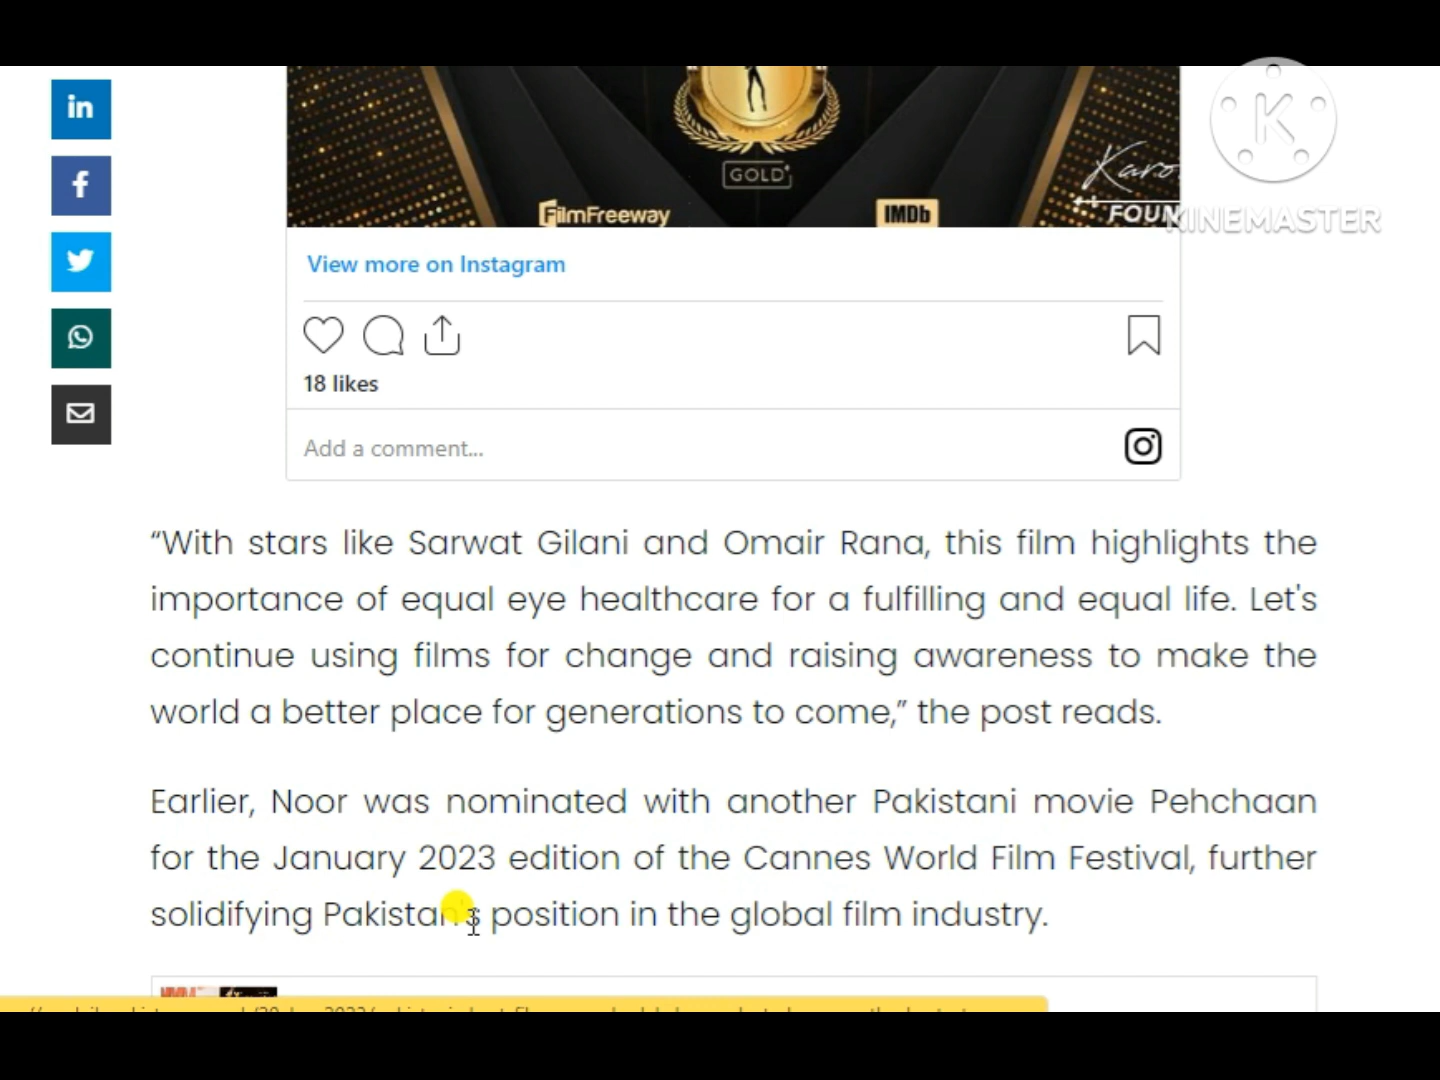 in
f
GOLD
FilmFreeway
IMDb
Karo
FOUN
K
KINEMASTER
View more on Instagram
18 likes
Add a comment...
“With stars like Sarwat Gilani and Omair Rana, this film highlights the
importance of equal eye healthcare for a fulfilling and equal life. Let's
continue using films for change and raising awareness to make the
world a better place for generations to come,” the post reads.
Earlier, Noor was nominated with another Pakistani movie Pehchaan
for the January 2023 edition of the Cannes World Film Festival, further
solidifying Pakistan's position in the global film industry.